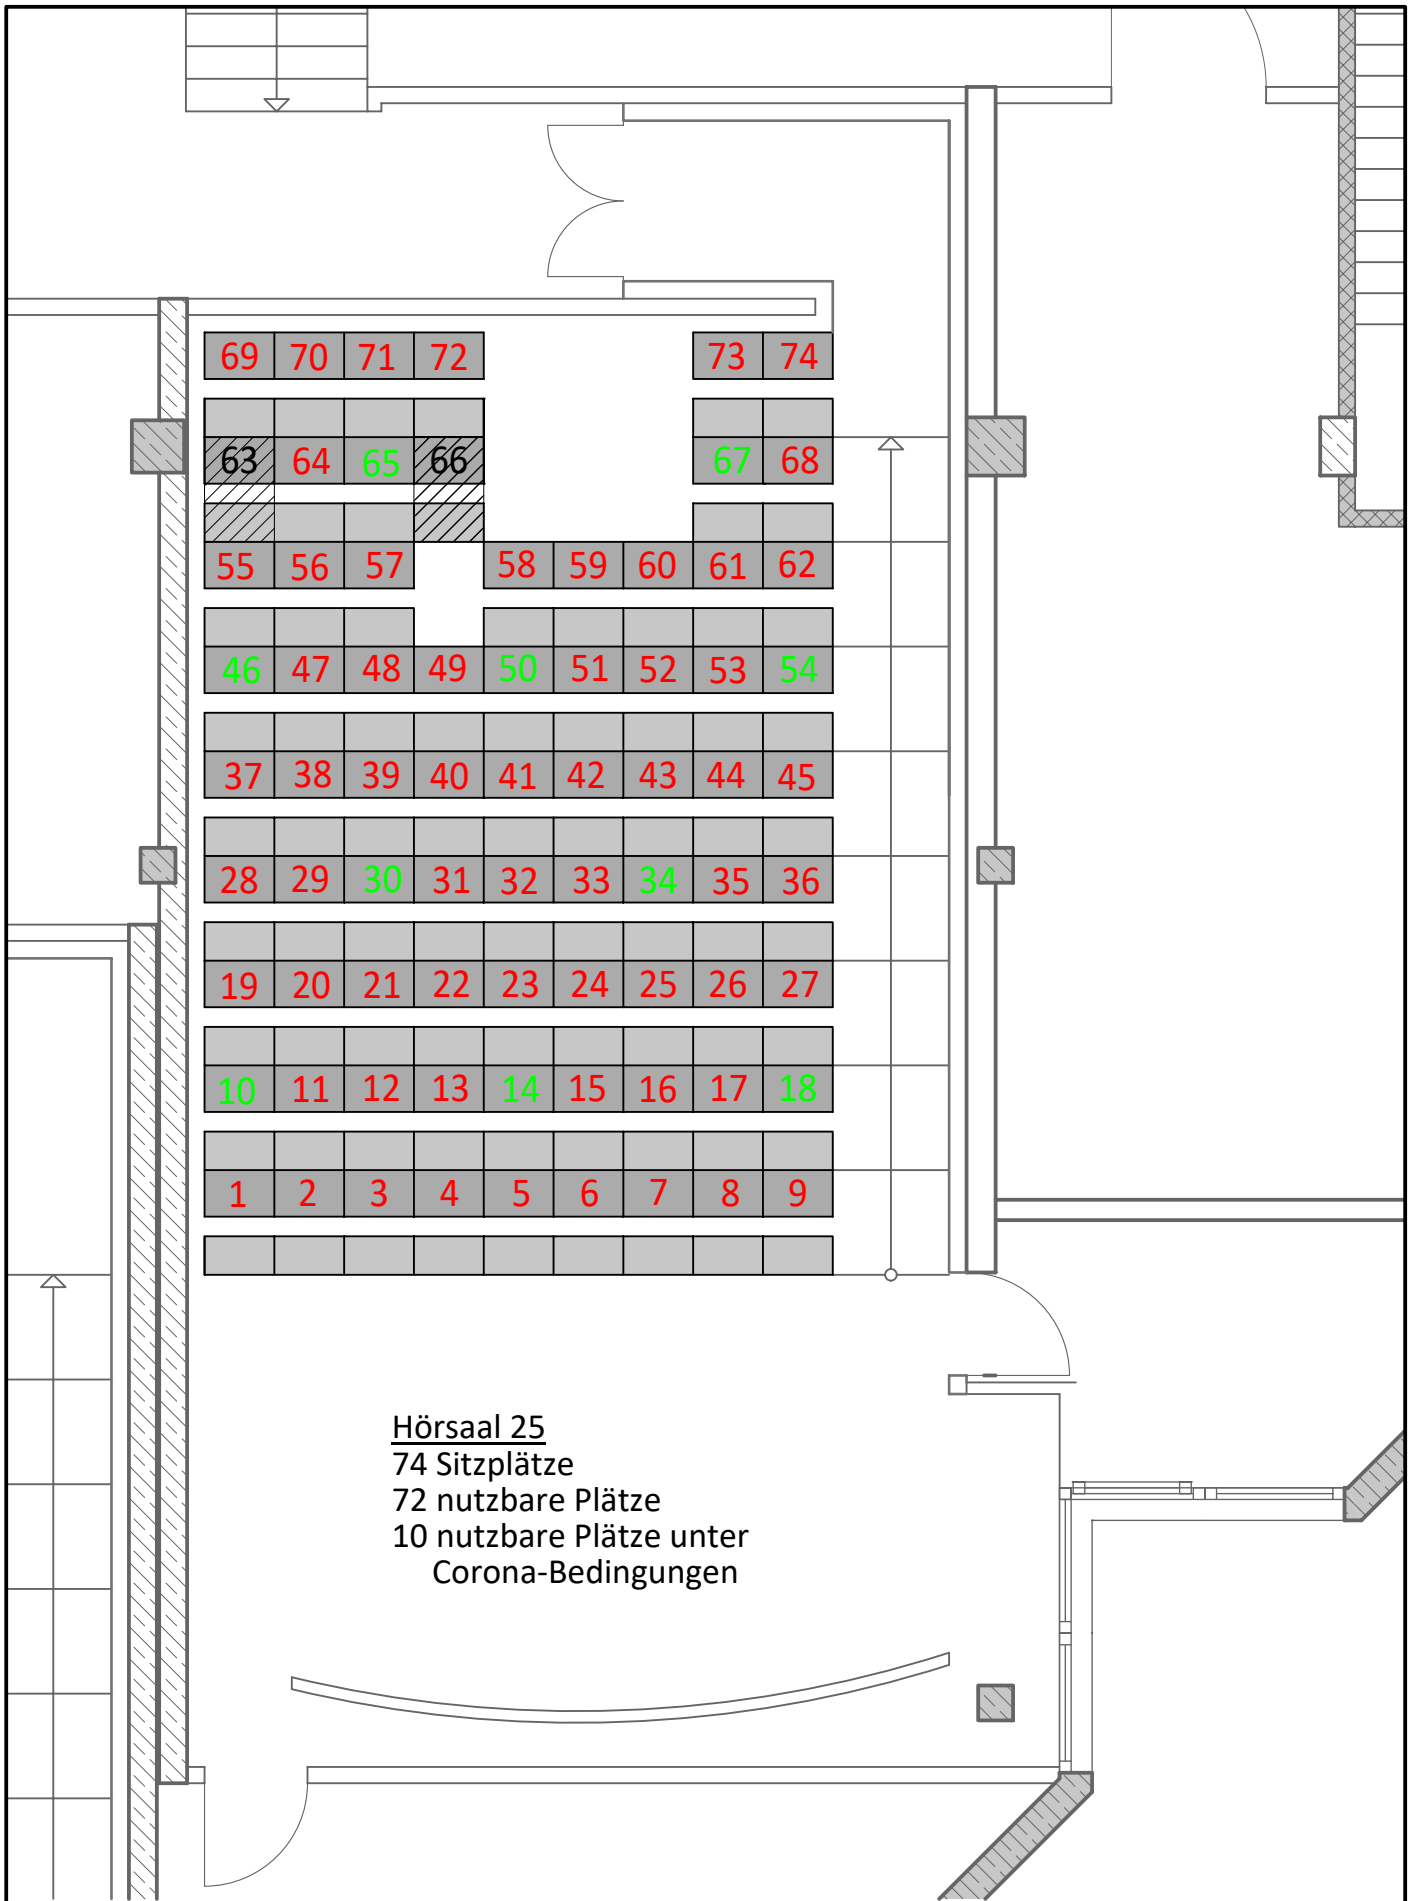 69 70 71 72 73 74
63 64 65 66 67 68
55 56 57 58 59 60 61 62
46 47 48 49 50 51 52 53 54
37 38 39 40 41 42 43 44 45
28 29 30 31 32 33 34 35 36
19 20 21 22 23 24 25 26 27
10 11 12 13 14 15 16 17 18
1 2 3 4 5 6 7 8 9
Hörsaal 25
74 Sitzplätze
72 nutzbare Plätze
10 nutzbare Plätze unter
Corona-Bedingungen